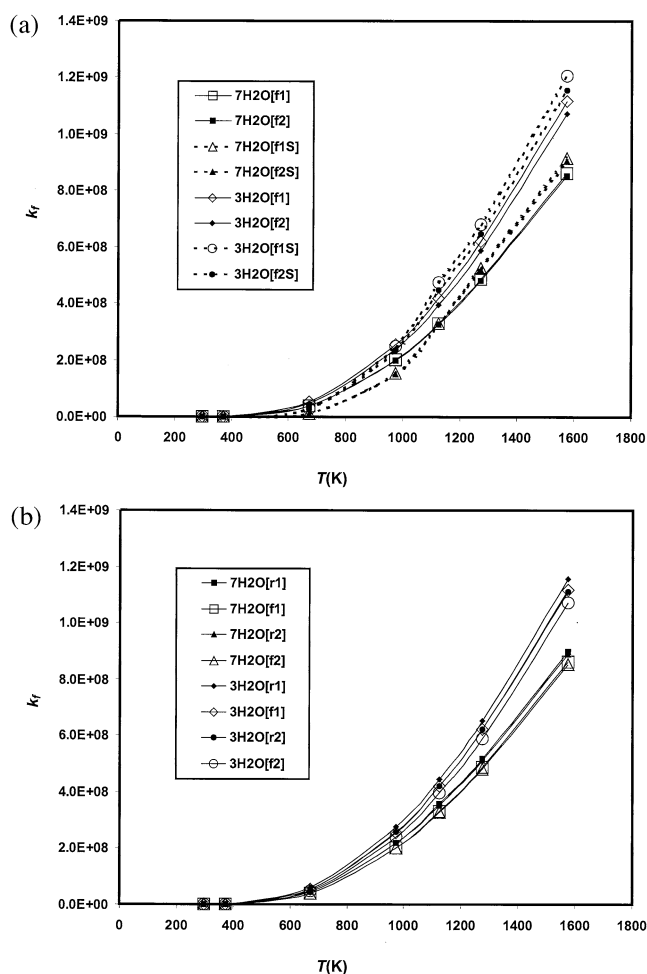 (a)
1.4E+09
1.2E+09
1.0E+09
8.0E+08
6.0E+08
4.0E+08
2.0E+08
0.0E+00
kf
7H2O[f1]
7H2O[f2]
7H2O[f1S]
7H2O[f2S]
3H2O[f1]
3H2O[f2]
3H2O[f1S]
3H2O[f2S]
0 200 400 600 800 1000 1200 1400 1600 1800
T(K)
(b)
1.4E+09
1.2E+09
1.0E+09
8.0E+08
6.0E+08
4.0E+08
2.0E+08
0.0E+00
kf
7H2O[r1]
7H2O[f1]
7H2O[r2]
7H2O[f2]
3H2O[r1]
3H2O[f1]
3H2O[r2]
3H2O[f2]
0 200 400 600 800 1000 1200 1400 1600 1800
T(K)